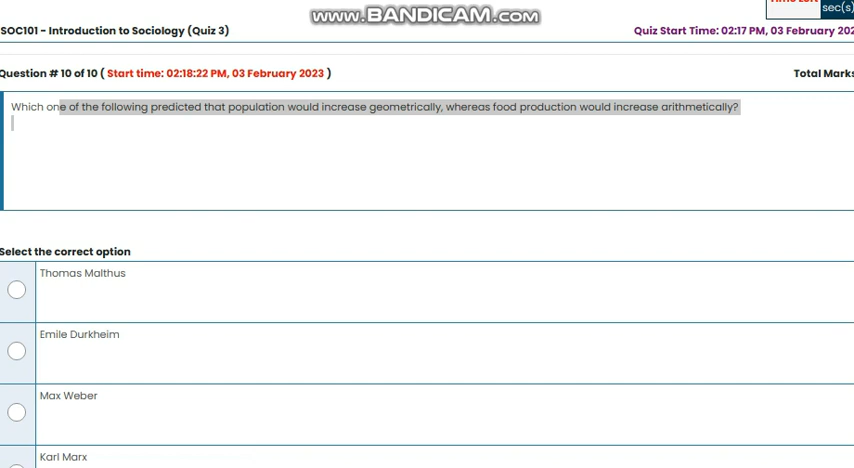 www.BANDICAM.com
sec(s)
SOC101 - Introduction to Sociology (Quiz 3)
Quiz Start Time: 02:17 PM, 03 February
Question # 10 of 10 ( Start time: 02:18:22 PM, 03 February 2023 )
Total Marks
Which one of the following predicted that population would increase geometrically, whereas food production would increase arithmetically?
Select the correct option
Thomas Malthus
Emile Durkheim
Max Weber
Karl Marx